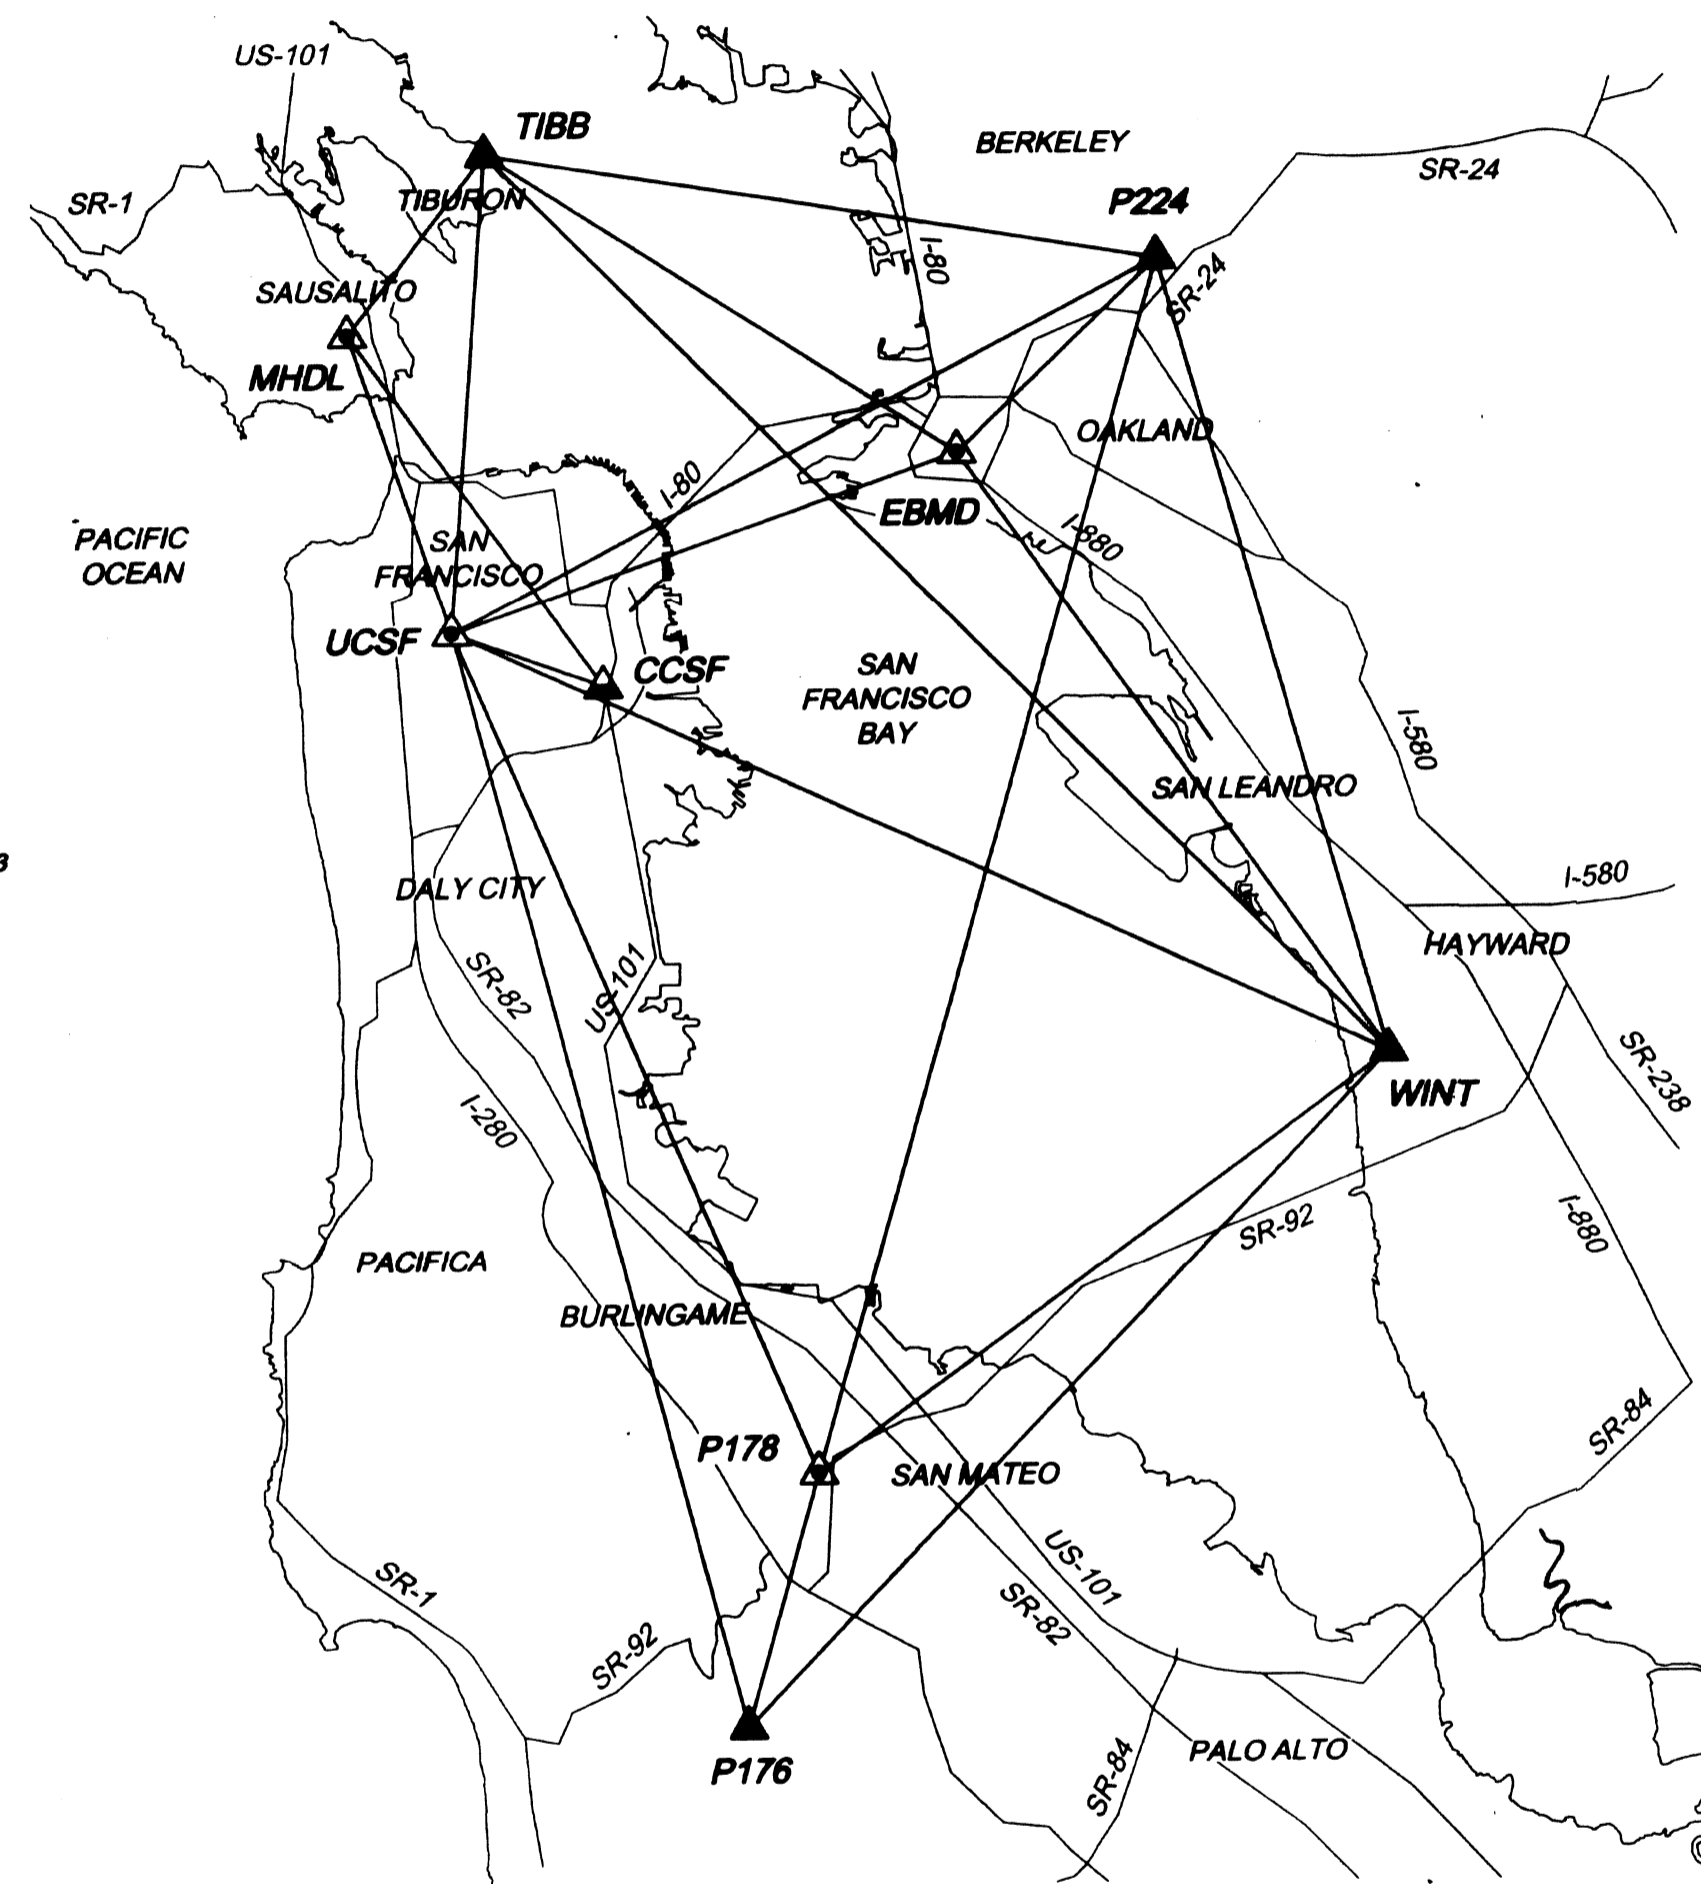 US-101
TIBB
BERKELEY
SR-24
SR-1
TIBURON
P224
I-80
SR-24
SAUSALITO
MHDL
OAKLAND
I-80
EBMD
PACIFIC
OCEAN
SAN
FRANCISCO
I-880
UCSF
CCSF
SAN
FRANCISCO
BAY
I-580
SAN LEANDRO
I-580
DALY CITY
HAYWARD
SR-82
US-101
WINT
SR-238
I-280
SR-92
I-880
PACIFICA
BURLINGAME
P178
SAN MATEO
SR-84
US-101
SR-1
SR-82
SR-92
P176
PALO ALTO
SR-84